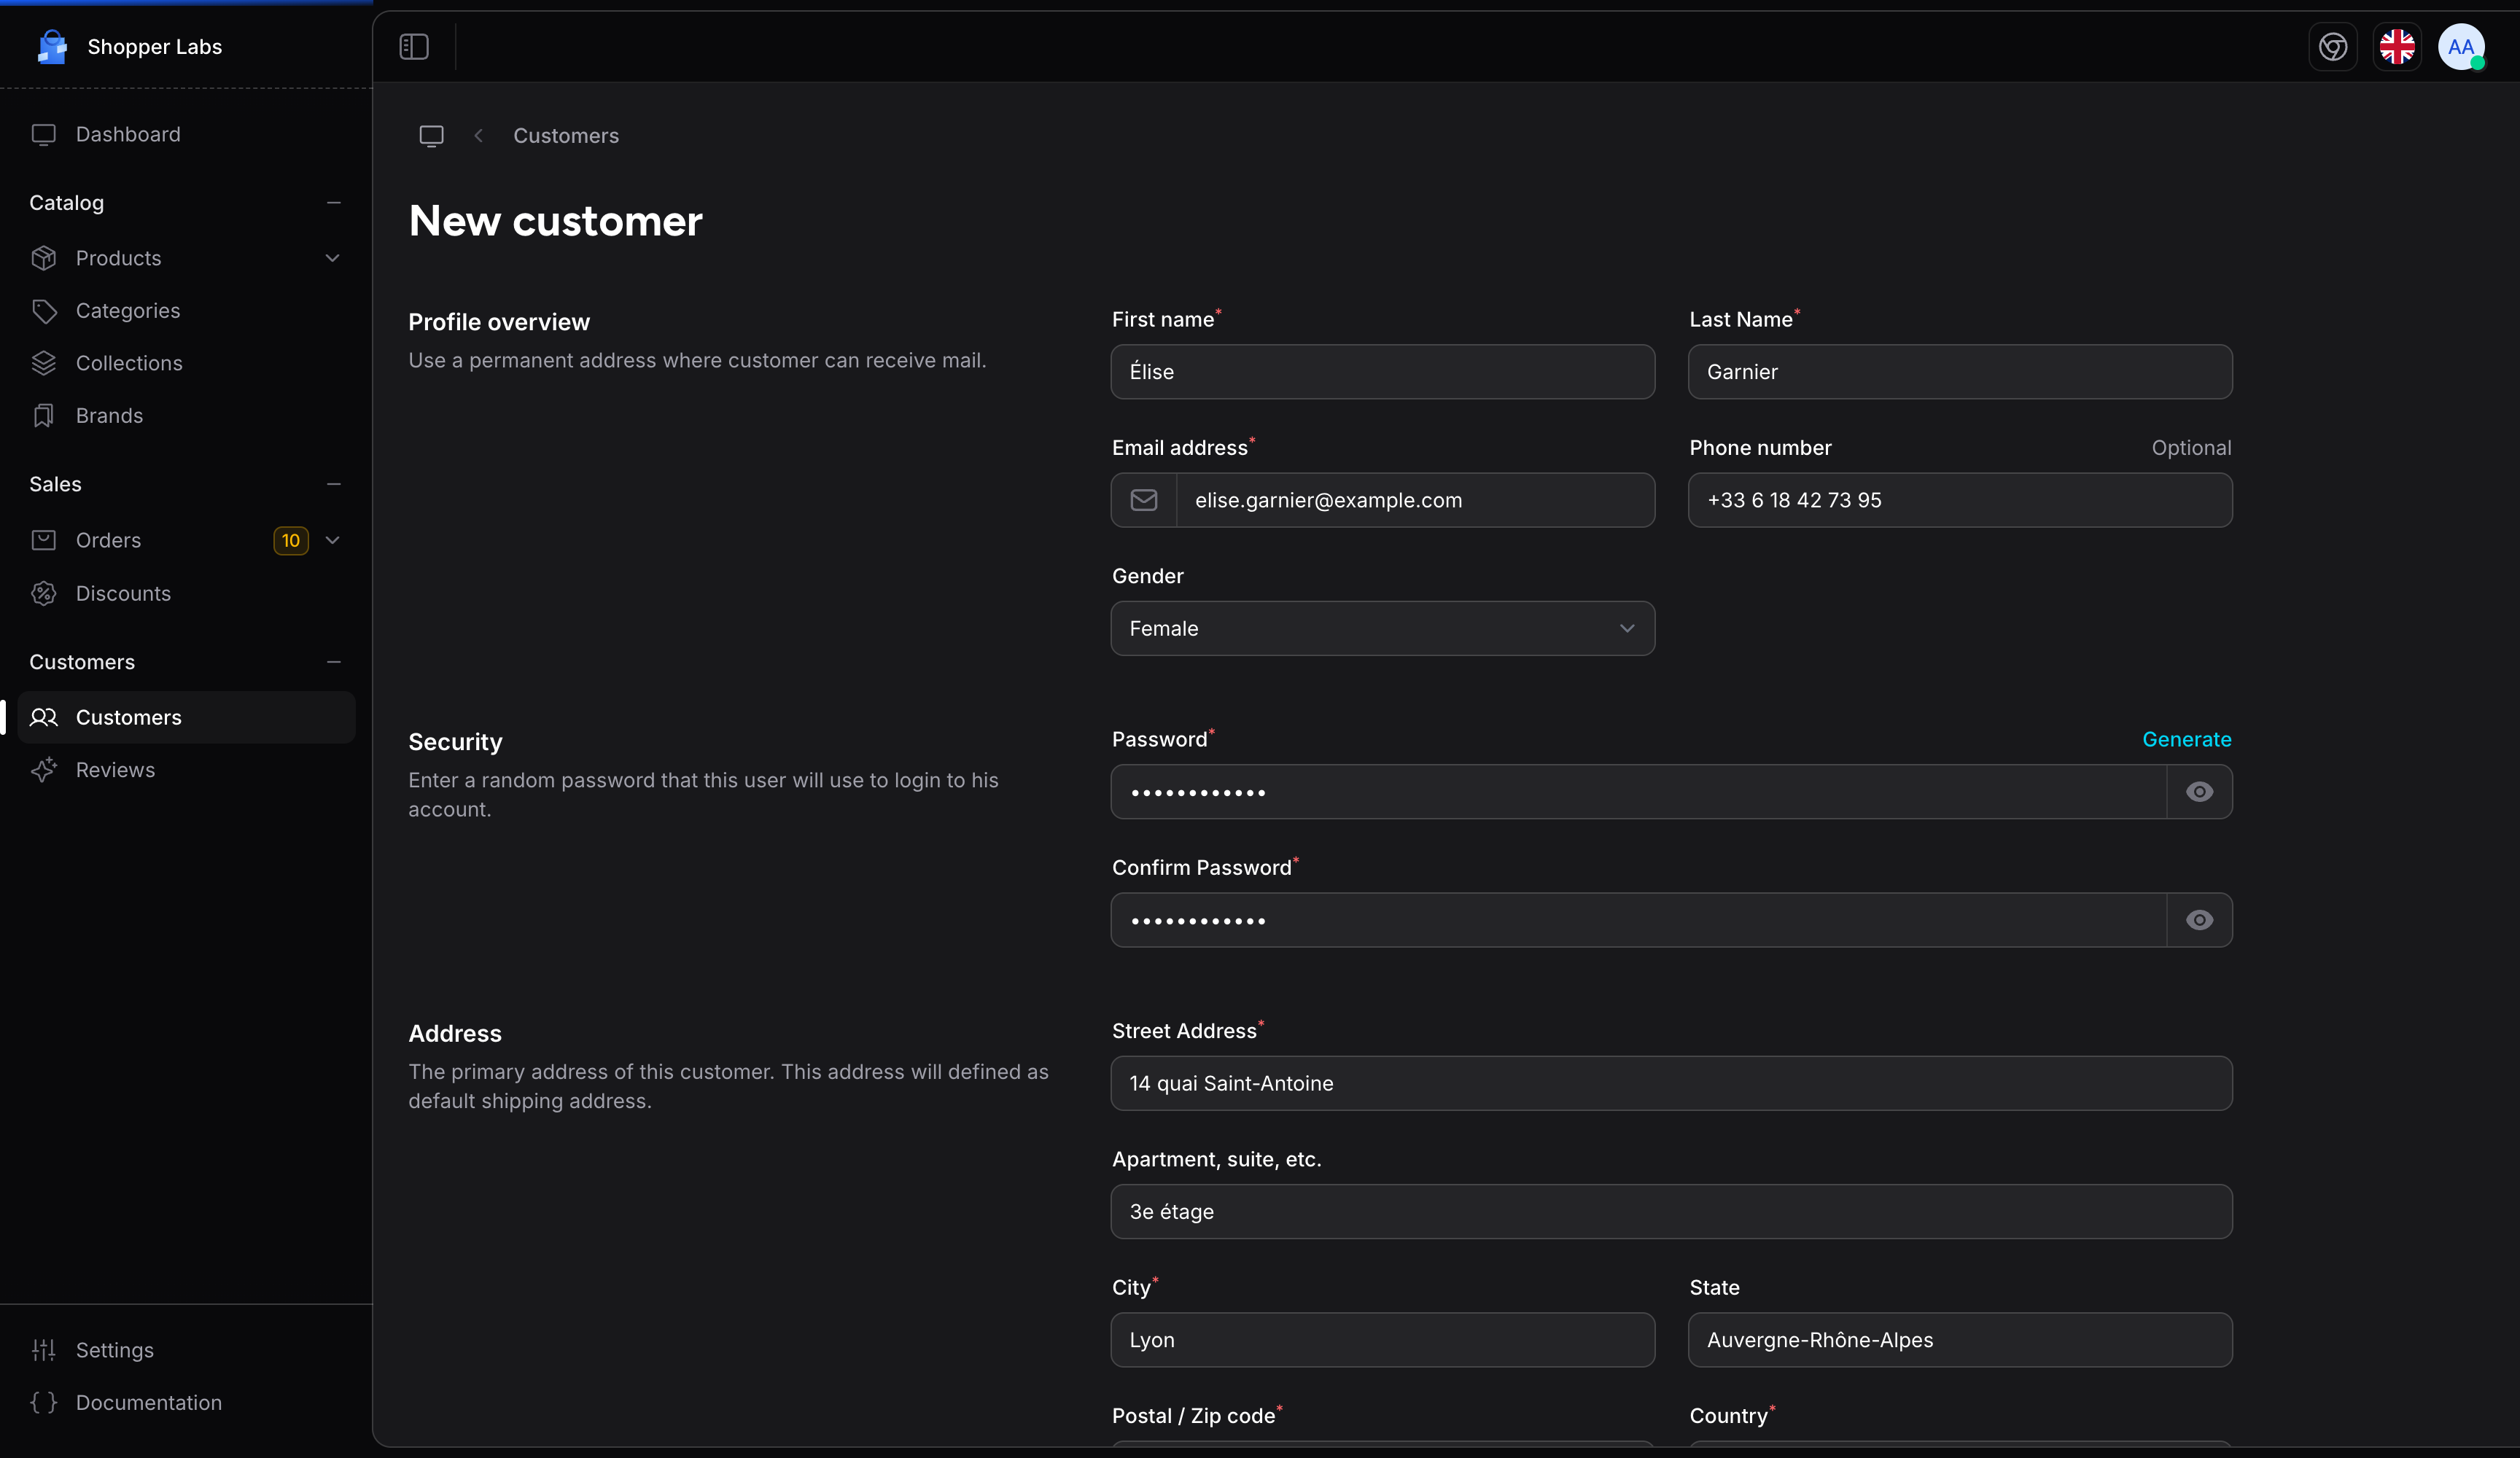 Shopper Labs
AA
Dashboard
Catalog
Products
Categories
Collections
Brands
Sales
Orders 10
Discounts
Customers
Customers
Reviews
Settings
Documentation
Customers
New customer
Profile overview
Use a permanent address where customer can receive mail.
First name*
Élise
Last Name*
Garnier
Email address*
elise.garnier@example.com
Phone number Optional
+33 6 18 42 73 95
Gender
Female
Security
Enter a random password that this user will use to login to his
account.
Password* Generate
••••••••••••
Confirm Password*
••••••••••••
Address
The primary address of this customer. This address will defined as
default shipping address.
Street Address*
14 quai Saint-Antoine
Apartment, suite, etc.
3e étage
City*
Lyon
State
Auvergne-Rhône-Alpes
Postal / Zip code*
Country*